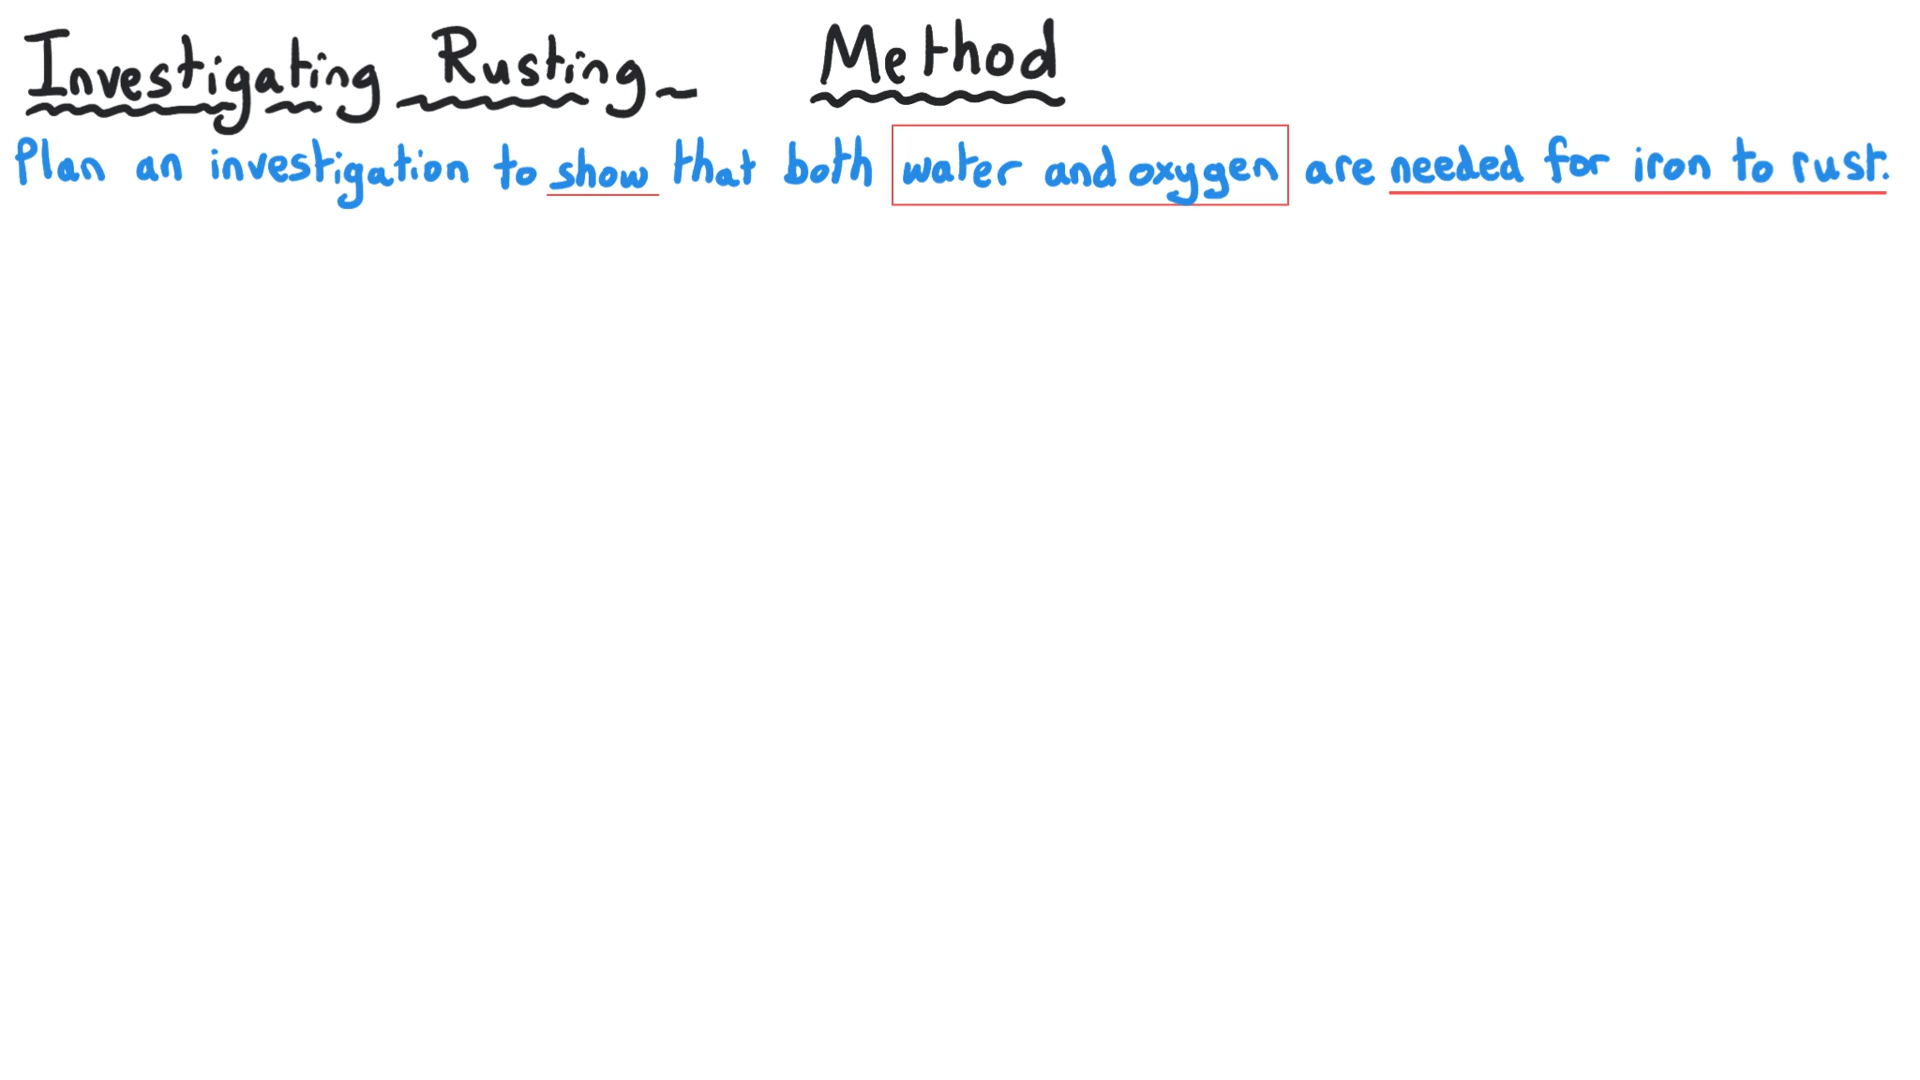 Investigating Rusting - Method
Plan an investigation to show that both water and oxygen are needed for iron to rust.